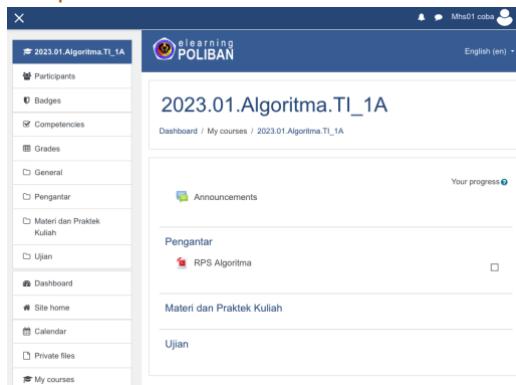 Mhs01 coba
2023.01.Algoritma.TI_1A
Participants
Badges
Competencies
Grades
General
Pengantar
Materi dan Praktek
Kuliah
Ujian
Dashboard
Site home
Calendar
Private files
My courses
elearning
POLIBAN
English (en)
2023.01.Algoritma.TI_1A
Dashboard / My courses / 2023.01.Algoritma.TI_1A
Your progress
Announcements
Pengantar
RPS Algoritma
Materi dan Praktek Kuliah
Ujian